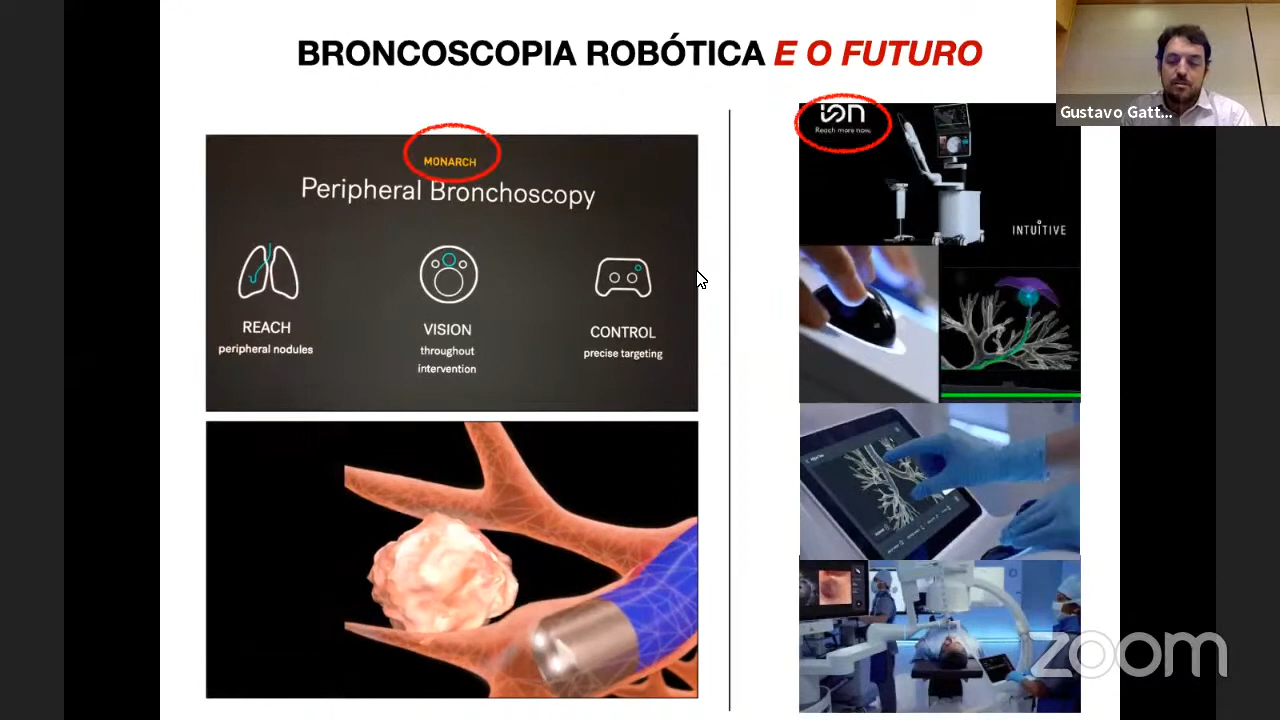 BRONCOSCOPIA ROBÓTICA E O FUTURO
Gustavo Gatt...
MONARCH
Peripheral Bronchoscopy
REACH
peripheral nodules
VISION
throughout
intervention
CONTROL
precise targeting
ion
Reach more now.
INTUITIVE
zoom